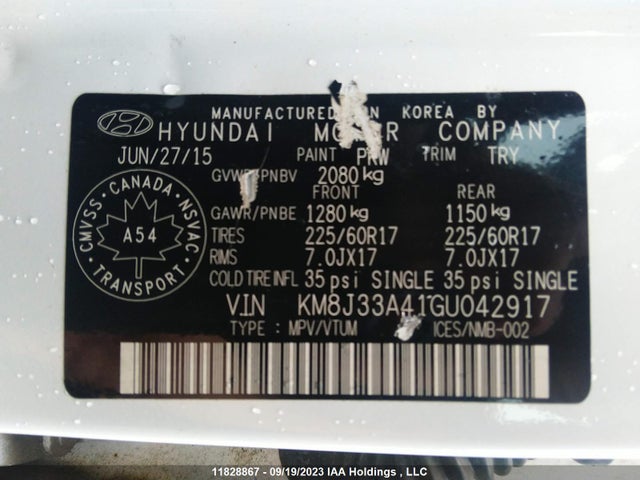 MANUFACTURED IN KOREA BY
HYUNDAI MOTOR COMPANY
JUN/27/15 PAINT PKW TRIM TRY
GVWR/PNBV 2080 kg
FRONT REAR
GAWR/PNBE 1280 kg 1150 kg
TIRES 225/60R17 225/60R17
RIMS 7.0JX17 7.0JX17
COLD TIRE INFL 35 psi SINGLE 35 psi SINGLE
VIN KM8J33A41GU042917
TYPE : MPV/VTUM ICES/NMB-002
CANADA
CMVSS NSVAC
A54
TRANSPORT
11828867 - 09/19/2023 IAA Holdings , LLC